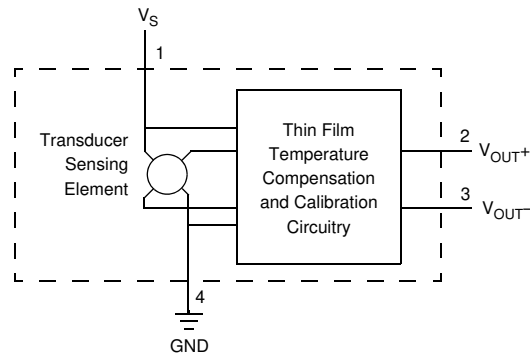 V_S
1
Transducer
Sensing
Element
Thin Film
Temperature
Compensation
and Calibration
Circuitry
2
V_OUT+
3
V_OUT–
4
GND